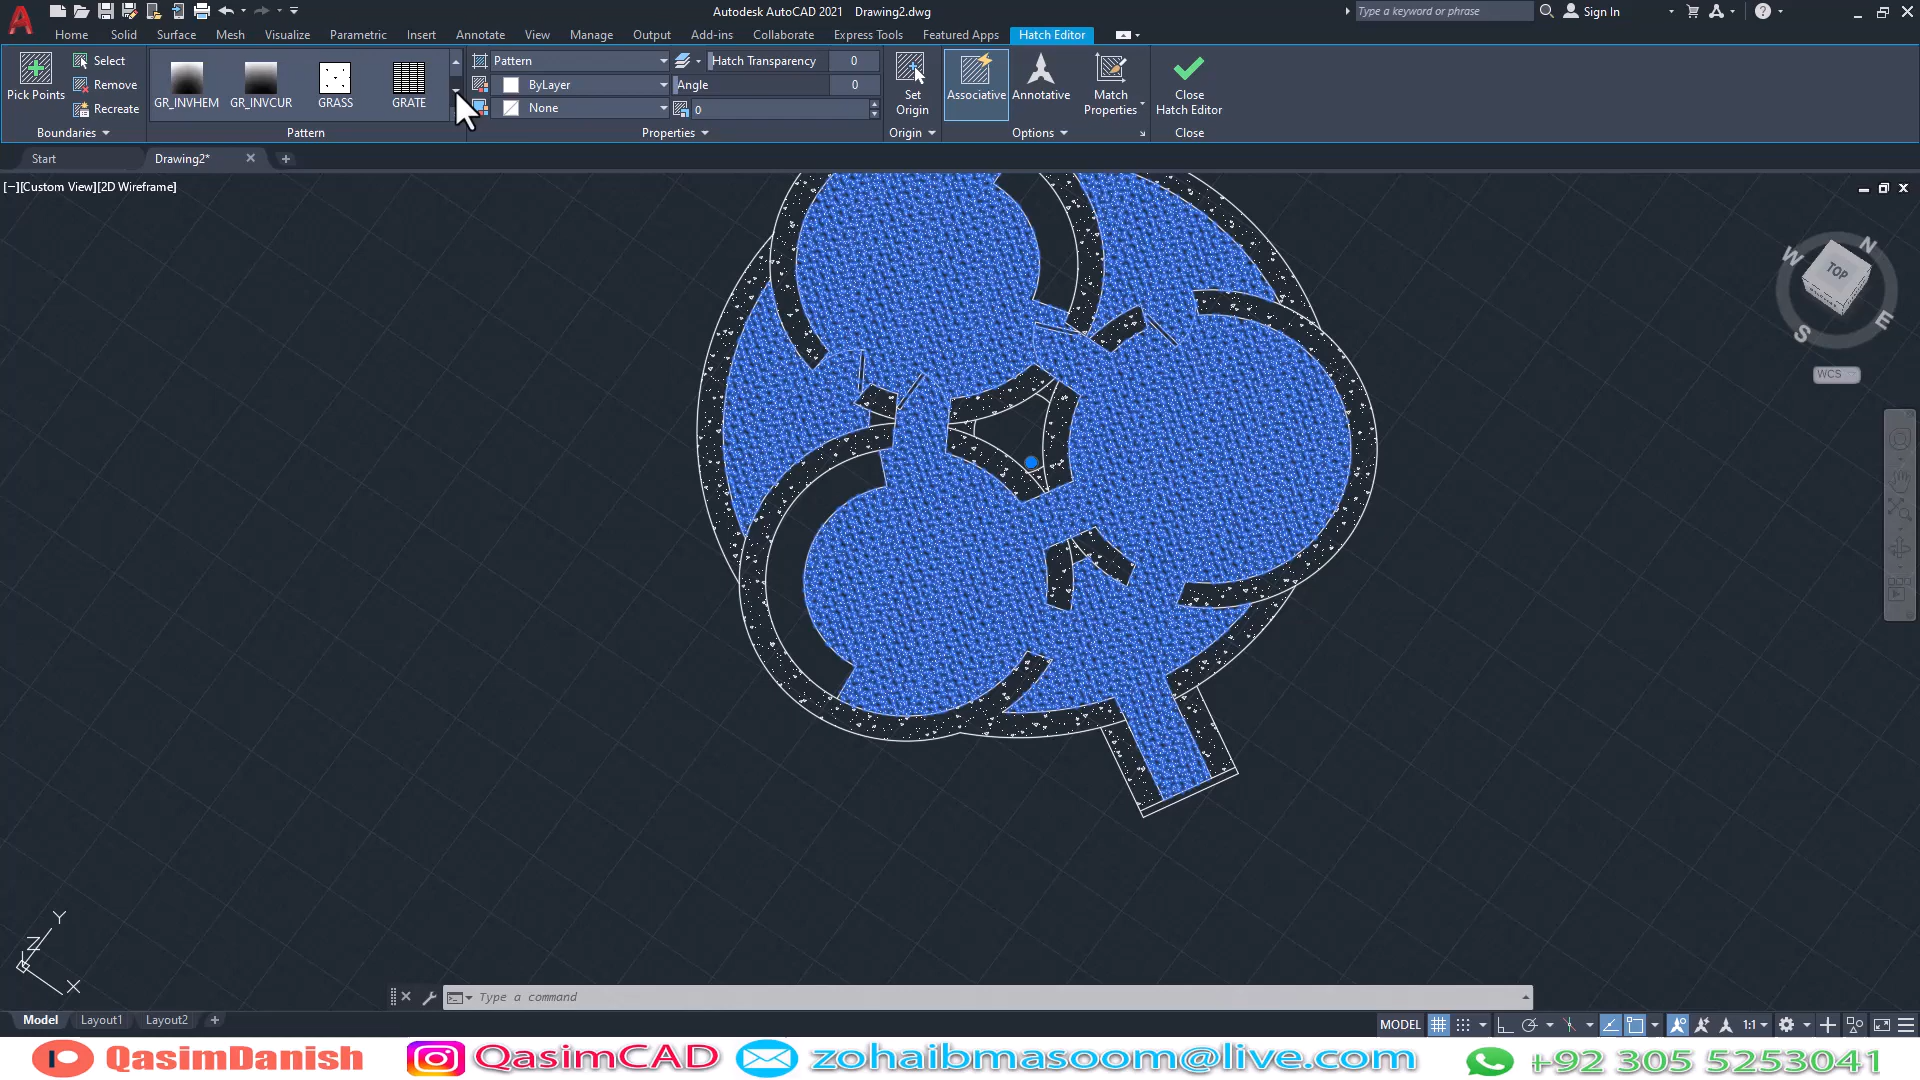 Autodesk AutoCAD 2021 Drawing2.dwg
Type a keyword or phrase
Sign In
Home Solid Surface Mesh Visualize Parametric Insert Annotate View Manage Output Add-ins Collaborate Express Tools Featured Apps Hatch Editor
Pick Points
Select
Remove
Recreate
Boundaries
GR_INVHEM GR_INVCUR GRASS GRATE
Pattern
Pattern
ByLayer
None
Hatch Transparency 0
Angle 0
0
Properties
Set
Origin
Origin
Associative
Annotative
Match
Properties
Options
Close
Hatch Editor
Close
Start Drawing2*
[−][Custom View][2D Wireframe]
N
W
TOP
E
S
WCS
Y
Z
X
Type a command
Model Layout1 Layout2
MODEL 1:1
QasimDanish QasimCAD zohaibmasoom@live.com +92 305 5253041